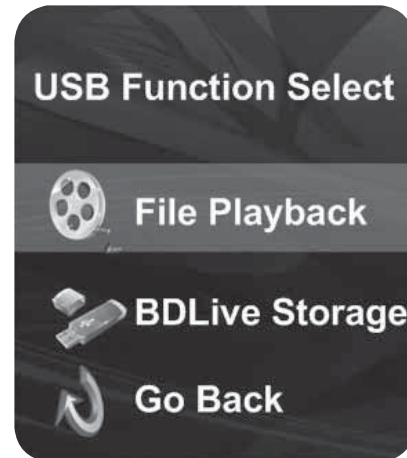 USB Function Select
File Playback
BDLive Storage
Go Back